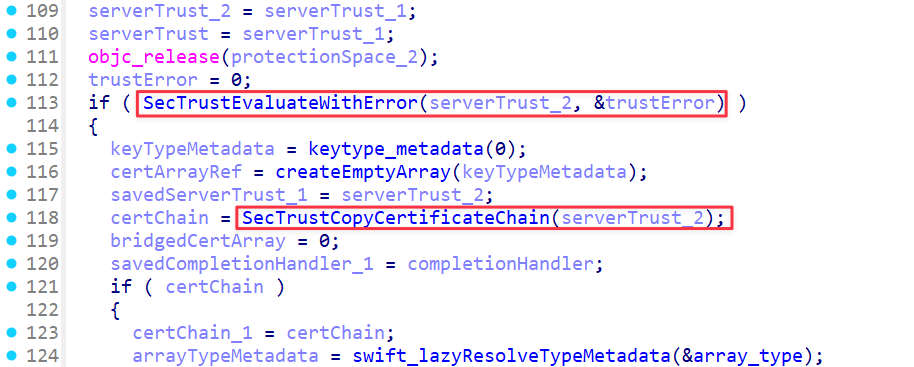 109 serverTrust_2 = serverTrust_1;
110 serverTrust = serverTrust_1;
111 objc_release(protectionSpace_2);
112 trustError = 0;
113 if ( SecTrustEvaluateWithError(serverTrust_2, &trustError) )
114 {
115 keyTypeMetadata = keytype_metadata(0);
116 certArrayRef = createEmptyArray(keyTypeMetadata);
117 savedServerTrust_1 = serverTrust_2;
118 certChain = SecTrustCopyCertificateChain(serverTrust_2);
119 bridgedCertArray = 0;
120 savedCompletionHandler_1 = completionHandler;
121 if ( certChain )
122 {
123 certChain_1 = certChain;
124 arrayTypeMetadata = swift_lazyResolveTypeMetadata(&array_type);